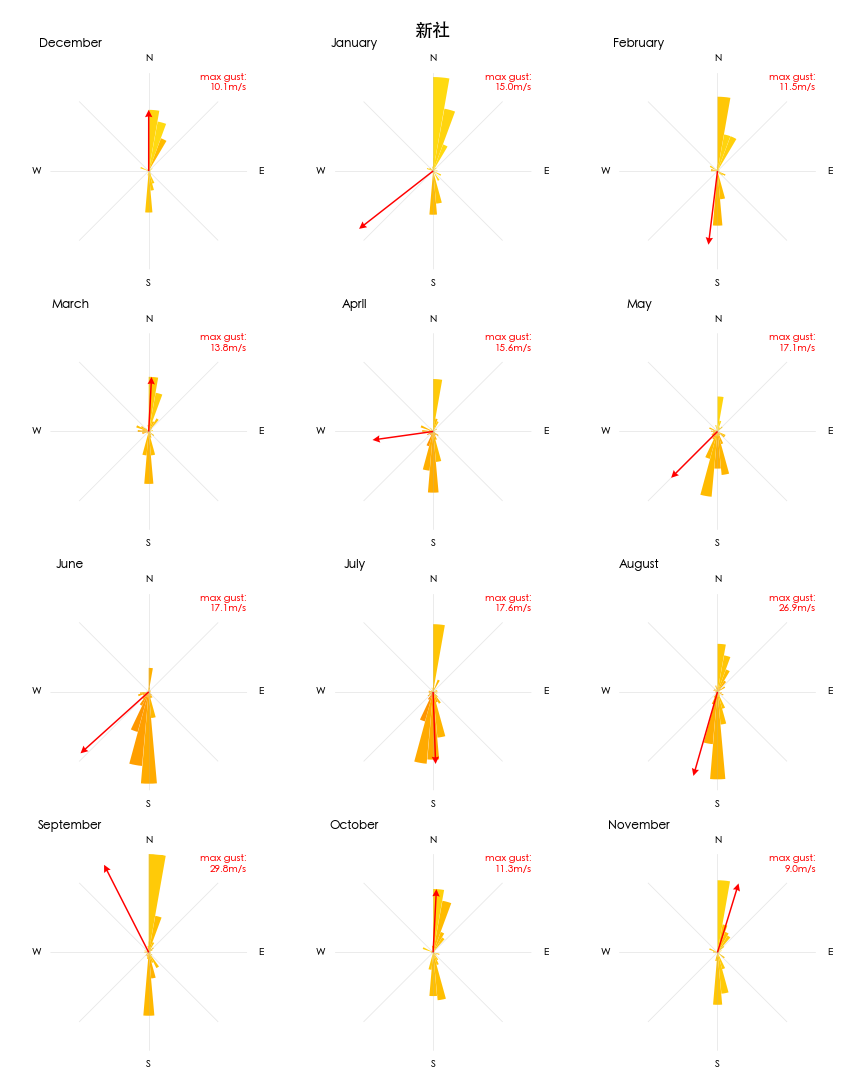 新社
December
N
max gust:
10.1m/s
W
E
S
January
N
max gust:
15.0m/s
W
E
S
February
N
max gust:
11.5m/s
W
E
S
March
N
max gust:
13.8m/s
W
E
S
April
N
max gust:
15.6m/s
W
E
S
May
N
max gust:
17.1m/s
W
E
S
June
N
max gust:
17.1m/s
W
E
S
July
N
max gust:
17.6m/s
W
E
S
August
N
max gust:
26.9m/s
W
E
S
September
N
max gust:
29.8m/s
W
E
S
October
N
max gust:
11.3m/s
W
E
S
November
N
max gust:
9.0m/s
W
E
S